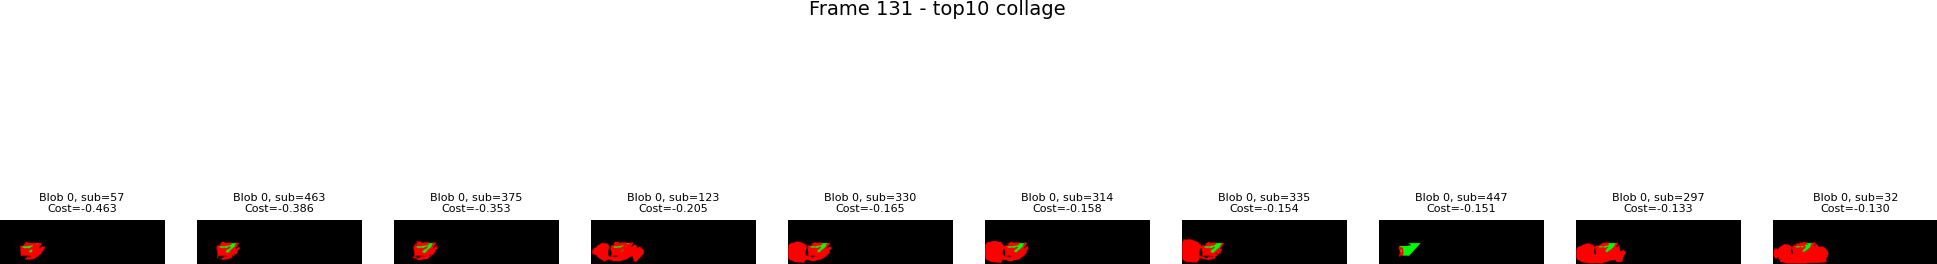 Frame 131 - top10 collage
Blob 0, sub=57
Cost=-0.463
Blob 0, sub=463
Cost=-0.386
Blob 0, sub=375
Cost=-0.353
Blob 0, sub=123
Cost=-0.205
Blob 0, sub=330
Cost=-0.165
Blob 0, sub=314
Cost=-0.158
Blob 0, sub=335
Cost=-0.154
Blob 0, sub=447
Cost=-0.151
Blob 0, sub=297
Cost=-0.133
Blob 0, sub=32
Cost=-0.130